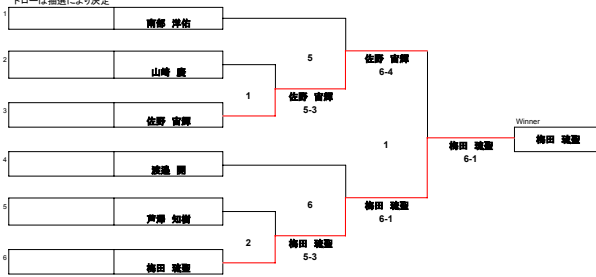 ドローは抽選により決定
1 南部 洋佑
2 山崎 慶
3 佐野 宙輝
4 渡邉 開
5 芦澤 知樹
6 梅田 琉聖
1
佐野 宙輝
5-3
2
梅田 琉聖
5-3
5
佐野 宙輝
6-4
6
梅田 琉聖
6-1
1
梅田 琉聖
6-1
Winner
梅田 琉聖